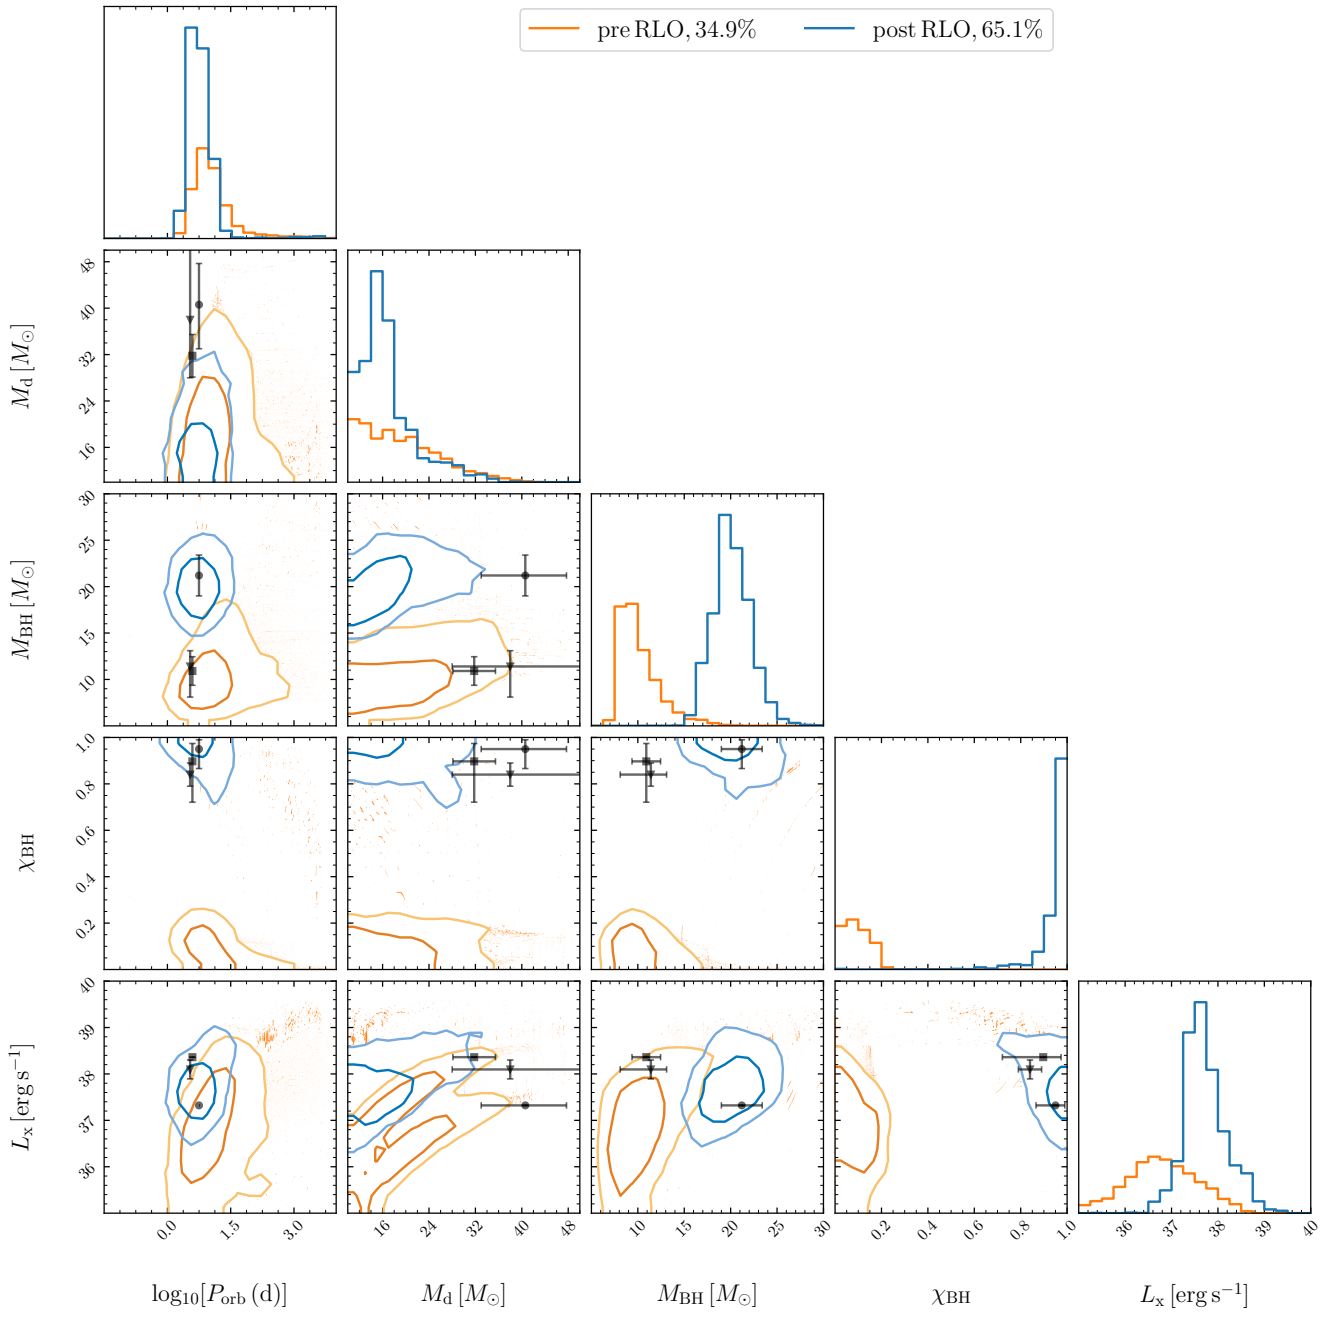 pre RLO, 34.9% post RLO, 65.1%
M_d [M_⊙]
48
40
32
24
16
M_BH [M_⊙]
30
25
20
15
10
χ_BH
1.0
0.8
0.6
0.4
0.2
L_x [erg s⁻¹]
40
39
38
37
36
0.0 1.5 3.0 16 24 32 40 48 10 15 20 25 30 0.2 0.4 0.6 0.8 1.0 36 37 38 39 40
log₁₀[P_orb (d)] M_d [M_⊙] M_BH [M_⊙] χ_BH L_x [erg s⁻¹]